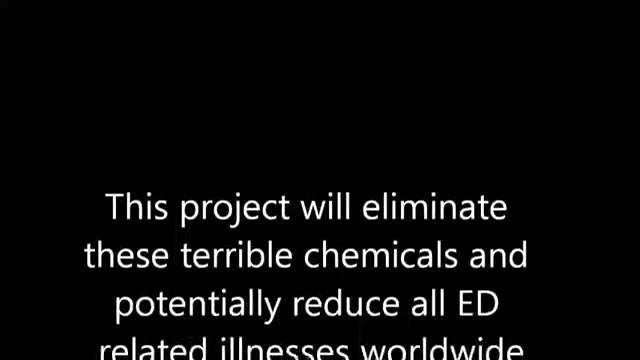 This project will eliminate
these terrible chemicals and
potentially reduce all ED
related illnesses worldwide